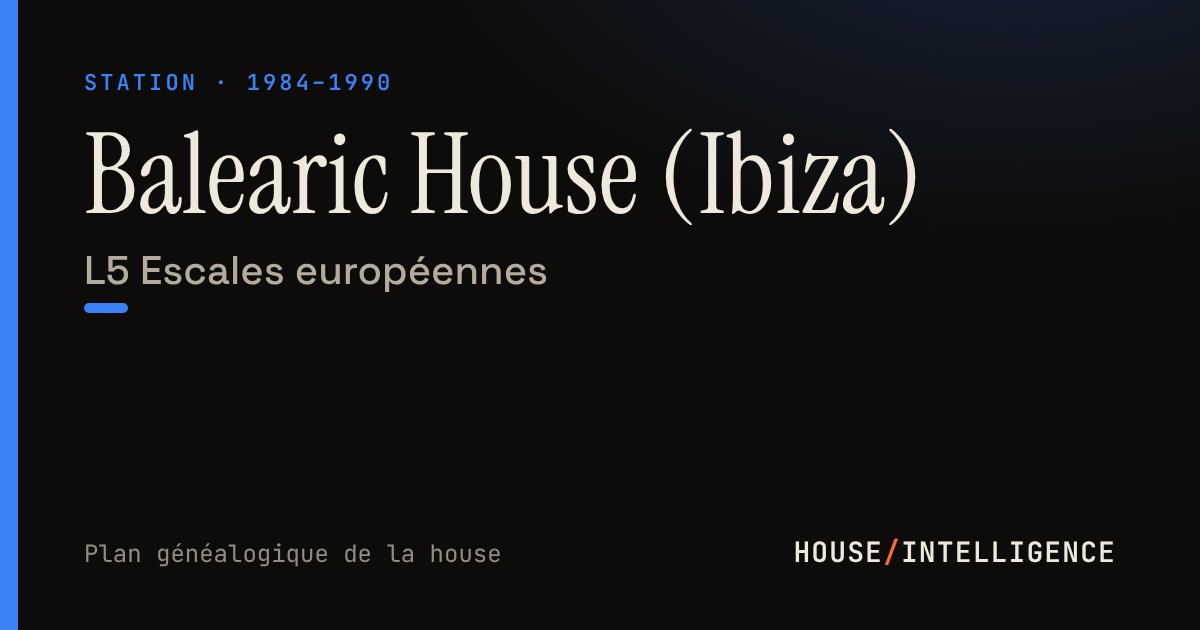 STATION · 1984–1990
Balearic House (Ibiza)
L5 Escales européennes
Plan généalogique de la house
HOUSE/INTELLIGENCE